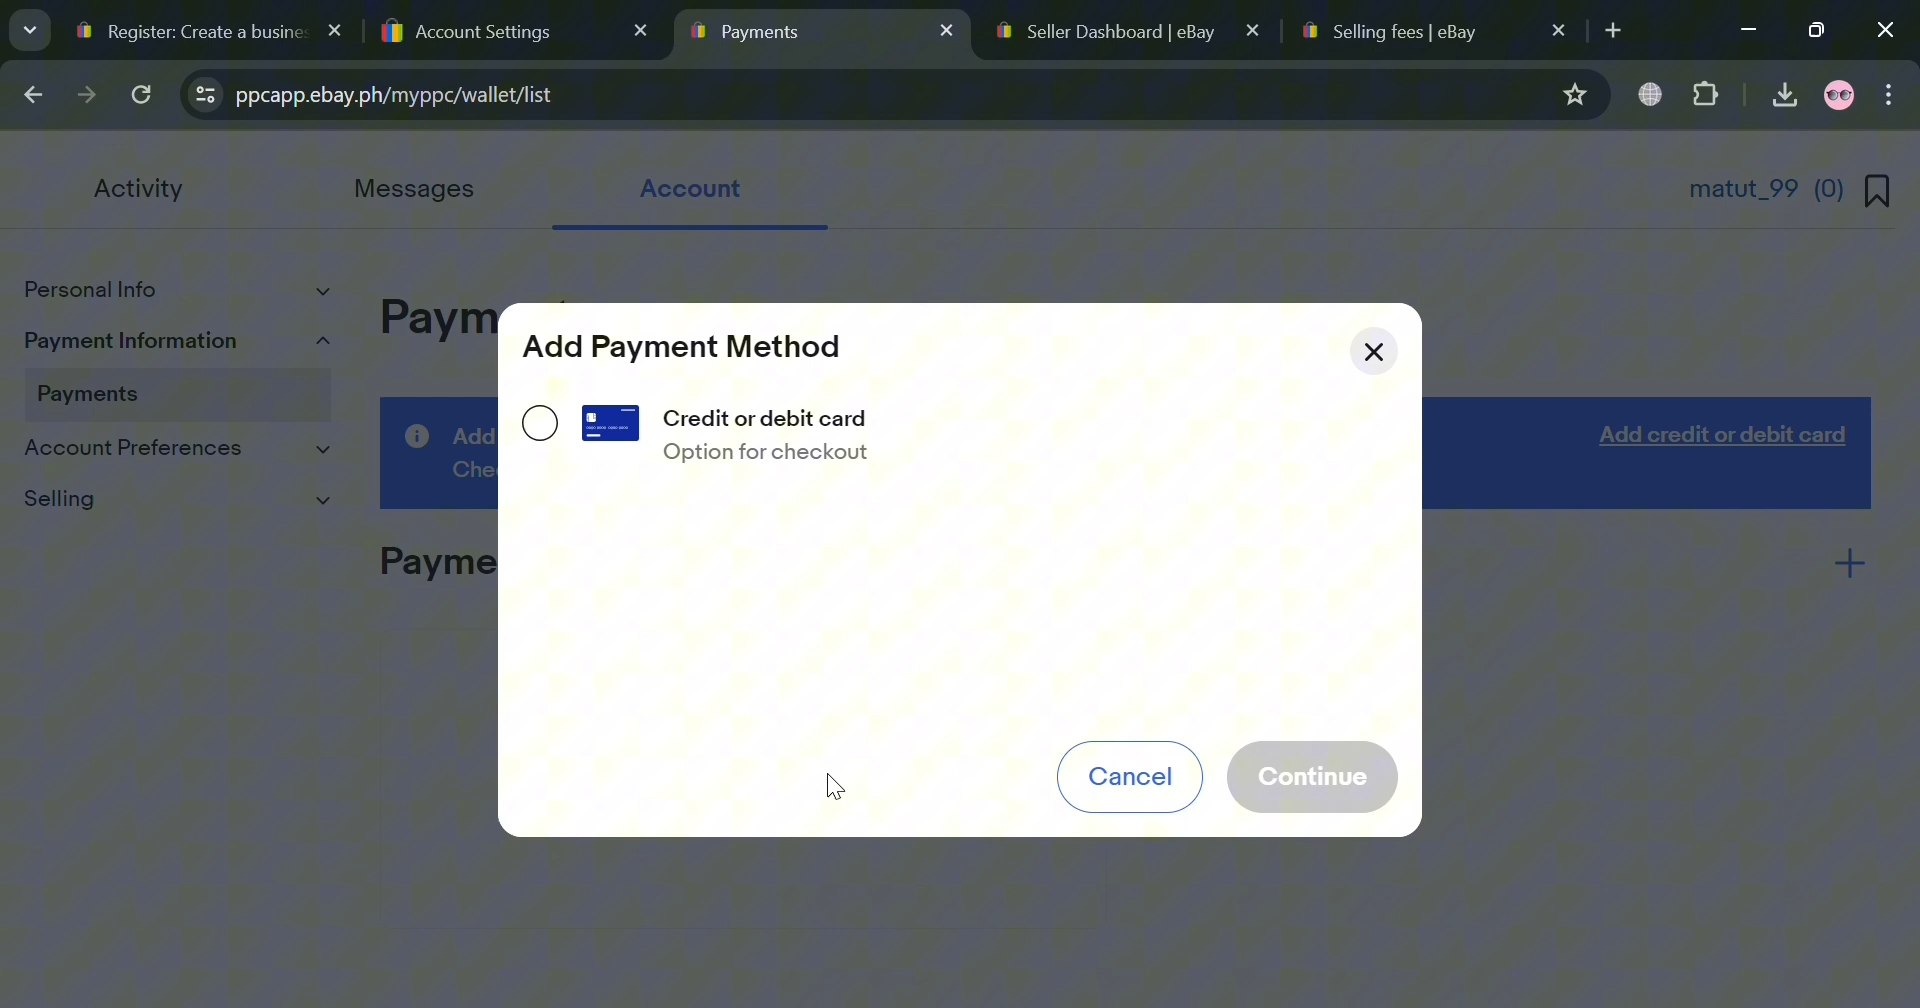 Register: Create a busines
Account Settings
Payments
Seller Dashboard | eBay
Selling fees | eBay
ppcapp.ebay.ph/myppc/wallet/list
Activity
Messages
Account
matut_99 (0)
Personal Info
Payment Information
Payments
Account Preferences
Selling
Paym
Add
Che
Add credit or debit card
Payme
Add Payment Method
Credit or debit card
Option for checkout
Cancel
Continue